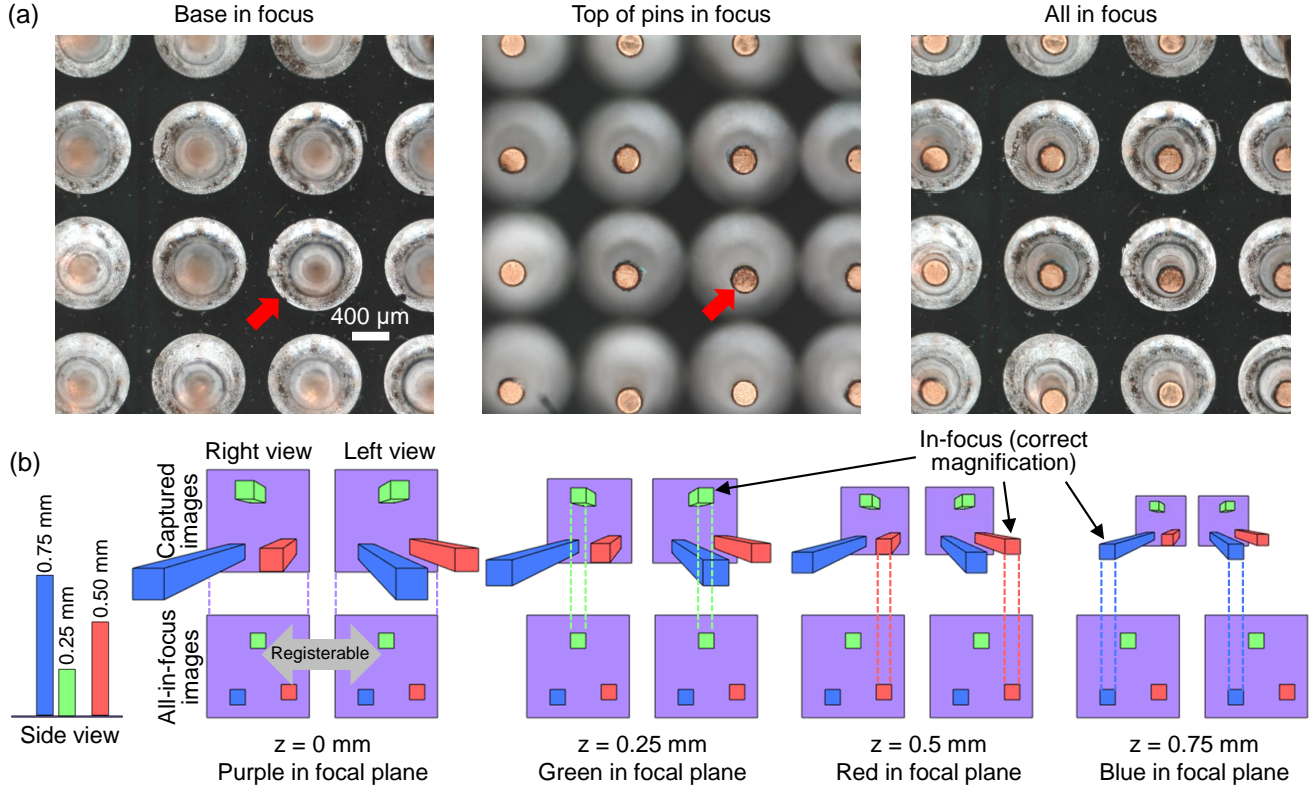 (a)
Base in focus
Top of pins in focus
All in focus
400 µm
(b)
Right view
Left view
In-focus (correct
magnification)
Captured
images
0.75 mm
0.25 mm
0.50 mm
Side view
All-in-focus
images
Registerable
z = 0 mm
Purple in focal plane
z = 0.25 mm
Green in focal plane
z = 0.5 mm
Red in focal plane
z = 0.75 mm
Blue in focal plane